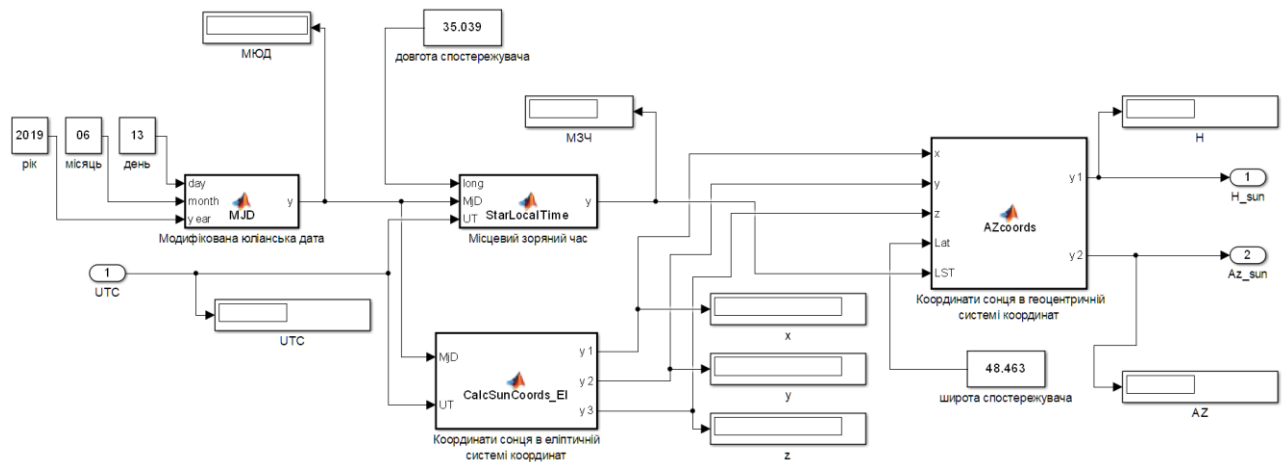 35.039
довгота спостережувача
МЮД
МЗЧ
2019
06
13
рік
місяць
день
day
month
year
y
MJD
Модифікована юліанська дата
long
MjD
UT
y
StarLocalTime
Місцевий зоряний час
x
y
z
Lat
LST
y1
y2
AZcoords
Координати сонця в геоцентричній
системі координат
H
1
H_sun
2
Az_sun
1
UTC
UTC
MjD
UT
y1
y2
y3
CalcSunCoords_El
Координати сонця в еліптичній
системі координат
x
y
z
48.463
широта спостережувача
AZ